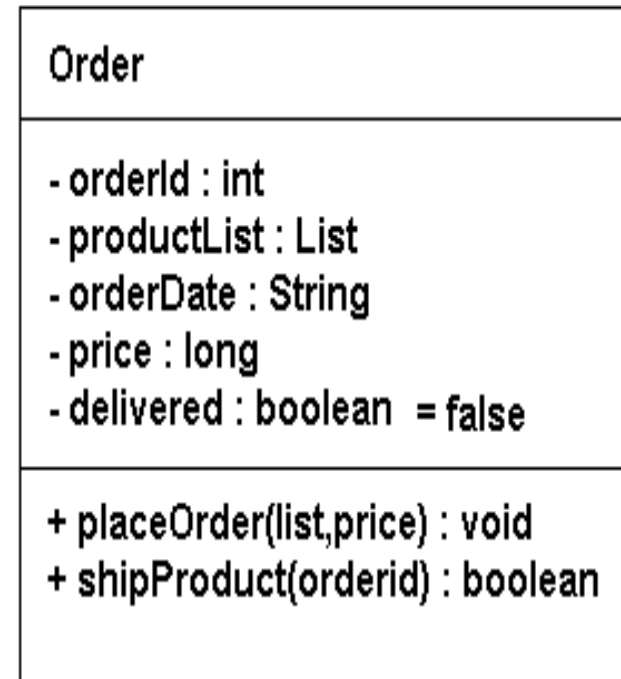 Order
- orderId : int
- productList : List
- orderDate : String
- price : long
- delivered : boolean = false
+ placeOrder(list,price) : void
+ shipProduct(orderid) : boolean